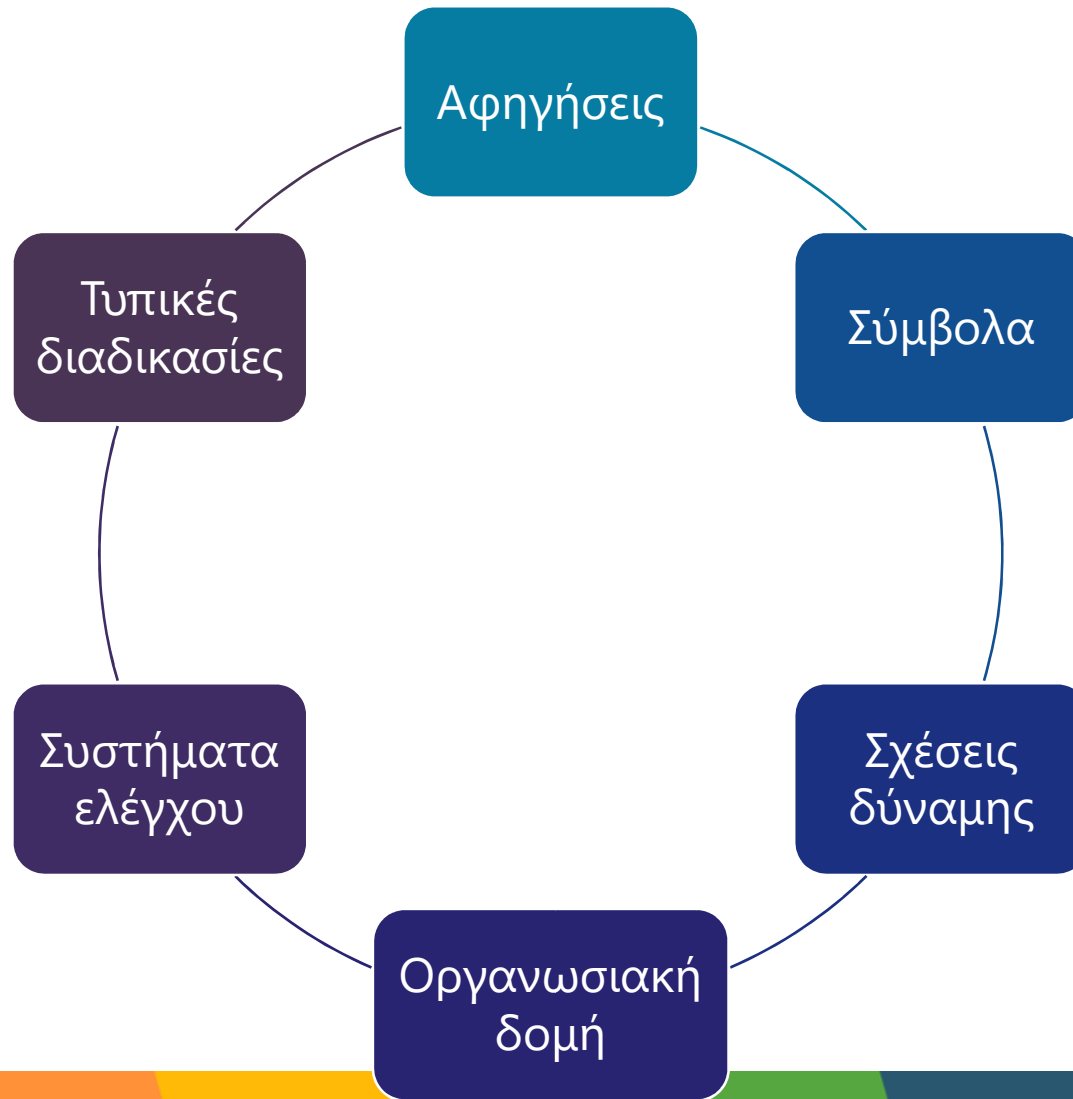 Αφηγήσεις
Σύμβολα
Σχέσεις
δύναμης
Οργανωσιακή
δομή
Συστήματα
ελέγχου
Τυπικές
διαδικασίες